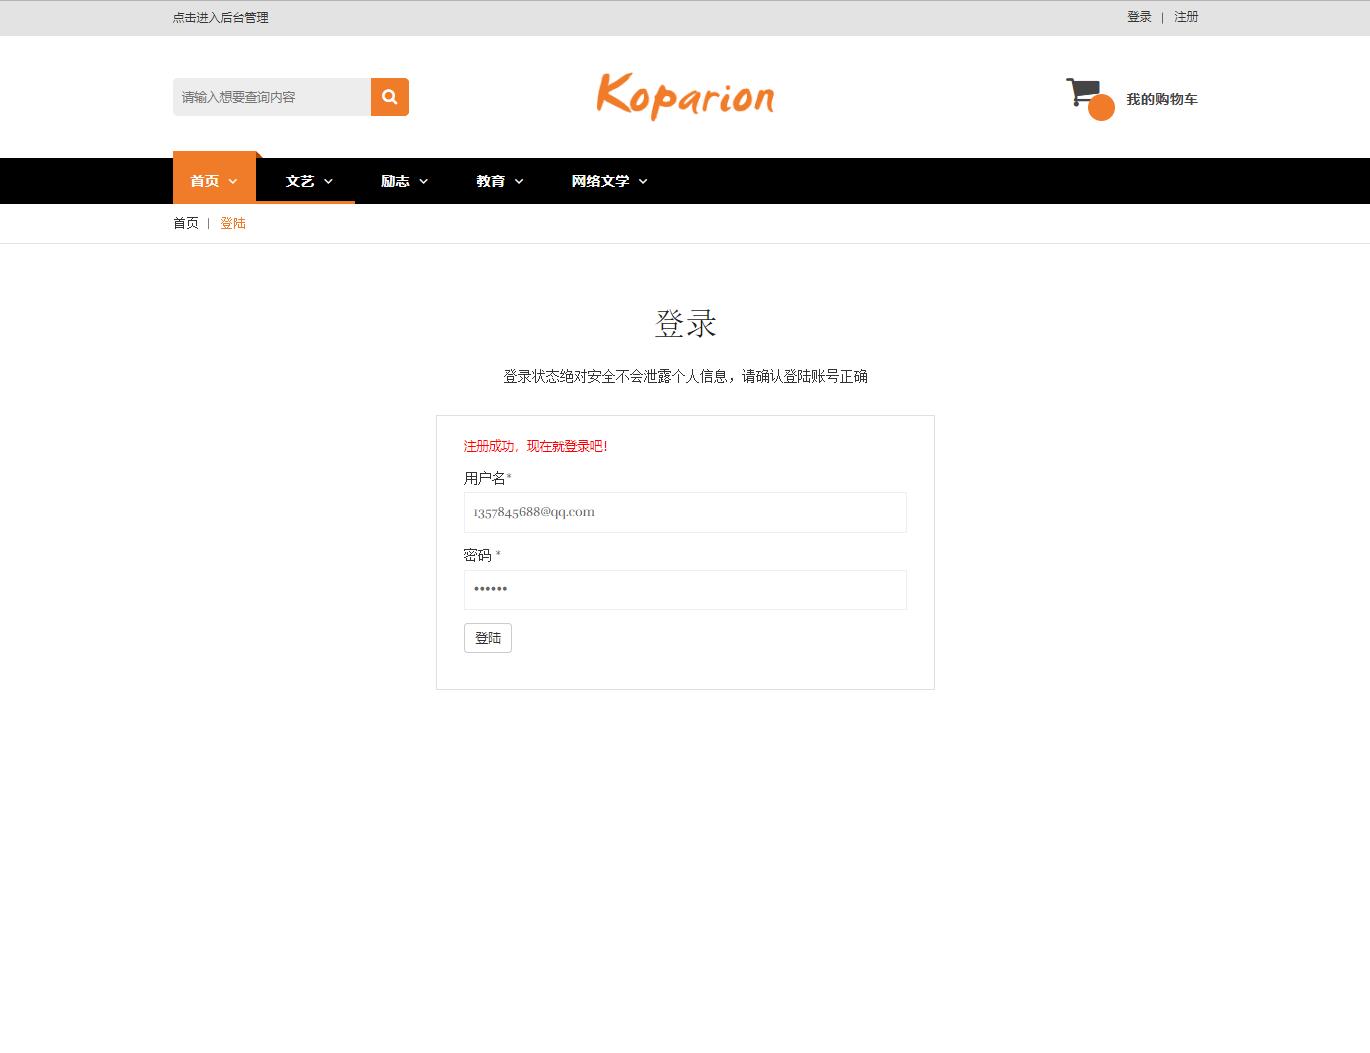 点击进入后台管理
登录 | 注册
请输入想要查询内容
Koparion
我的购物车
首页 文艺 励志 教育 网络文学
首页 | 登陆
登录
登录状态绝对安全不会泄露个人信息，请确认登陆账号正确
注册成功，现在就登录吧！
用户名*
1357845688@qq.com
密码 *
••••••
登陆